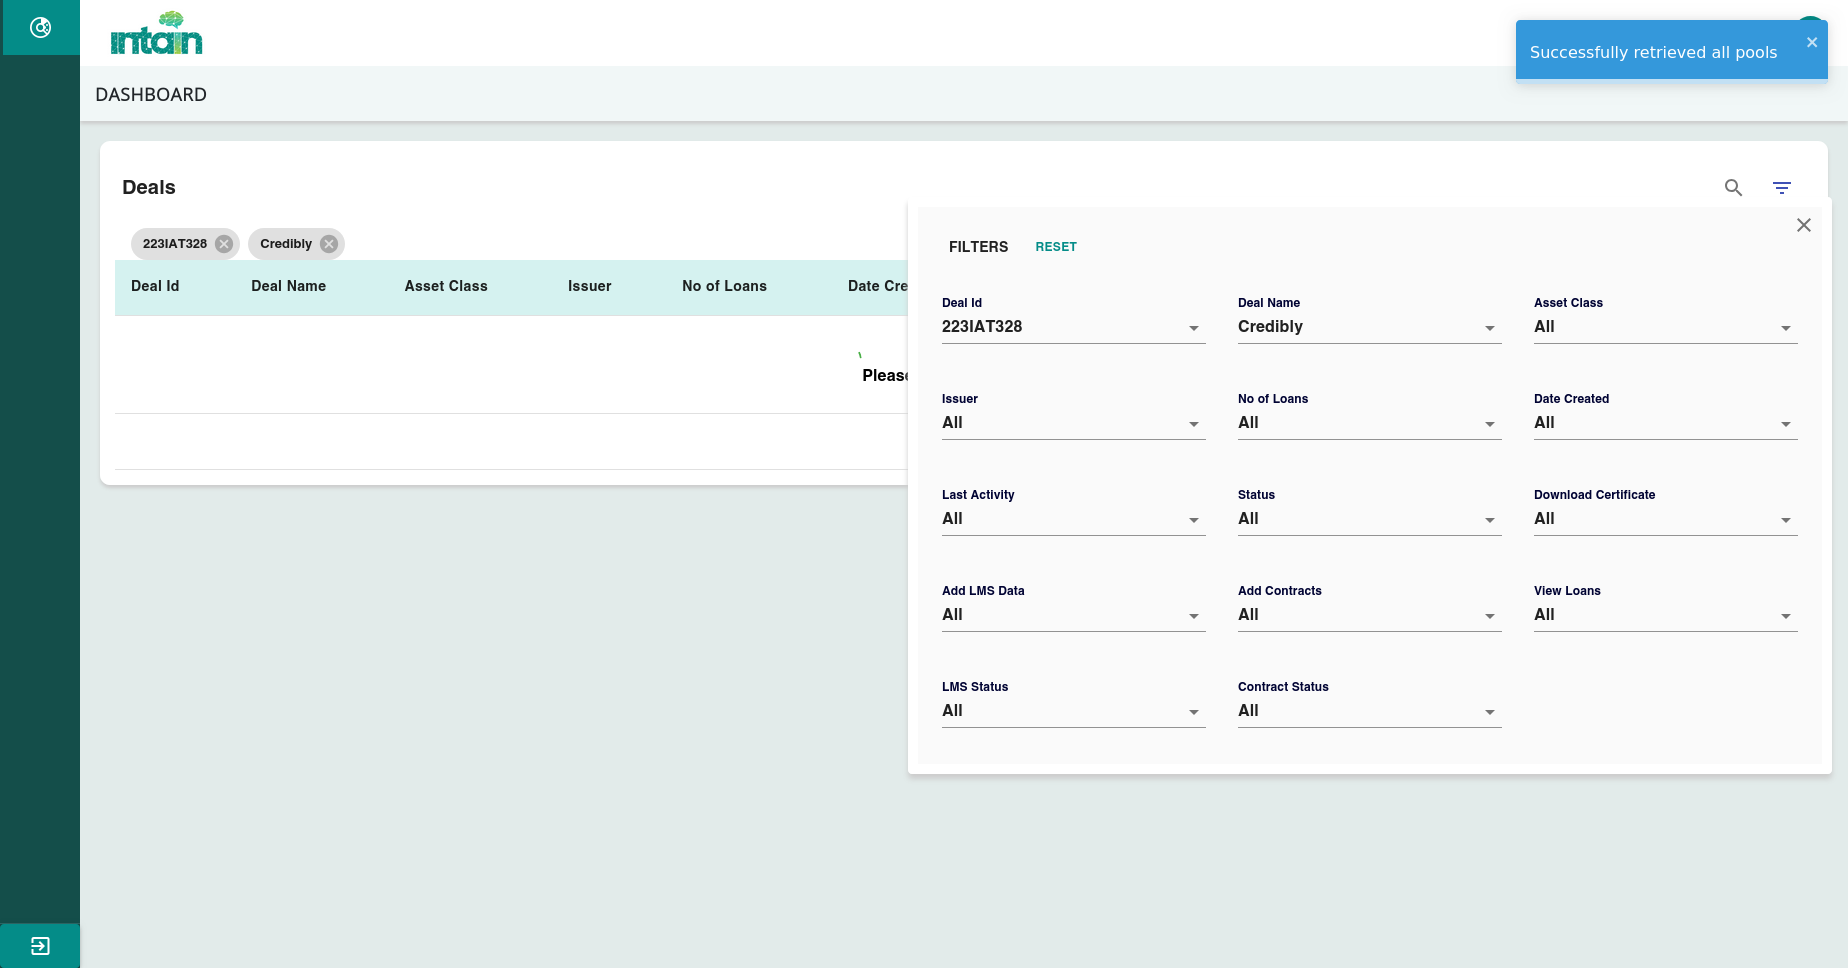 intain
Successfully retrieved all pools
DASHBOARD
Deals
223IAT328 Credibly
FILTERS RESET
Deal Id Deal Name Asset Class Issuer No of Loans Date Cre
Please
Deal Id Deal Name Asset Class
223IAT328 Credibly All
Issuer No of Loans Date Created
All All All
Last Activity Status Download Certificate
All All All
Add LMS Data Add Contracts View Loans
All All All
LMS Status Contract Status
All All